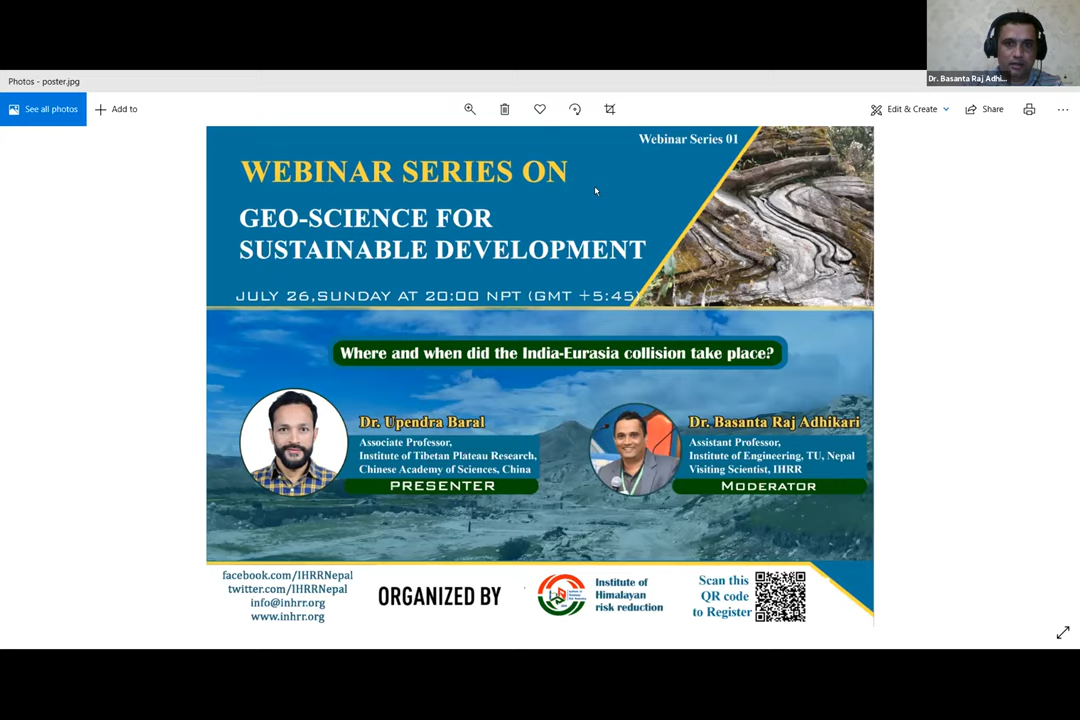 Dr. Basanta Raj Adhi...
Photos - poster.jpg
See all photos
Add to
Edit & Create
Share
Webinar Series 01
WEBINAR SERIES ON
GEO-SCIENCE FOR
SUSTAINABLE DEVELOPMENT
JULY 26,SUNDAY AT 20:00 NPT (GMT +5:45)
Where and when did the India-Eurasia collision take place?
Dr. Upendra Baral
Associate Professor,
Institute of Tibetan Plateau Research,
Chinese Academy of Sciences, China
PRESENTER
Dr. Basanta Raj Adhikari
Assistant Professor,
Institute of Engineering, TU, Nepal
Visiting Scientist, IHRR
MODERATOR
facebook.com/IHRRNepal
twitter.com/IHRRNepal
info@inhrr.org
www.inhrr.org
ORGANIZED BY
Institute of
Himalayan
risk reduction
Scan this
QR code
to Register